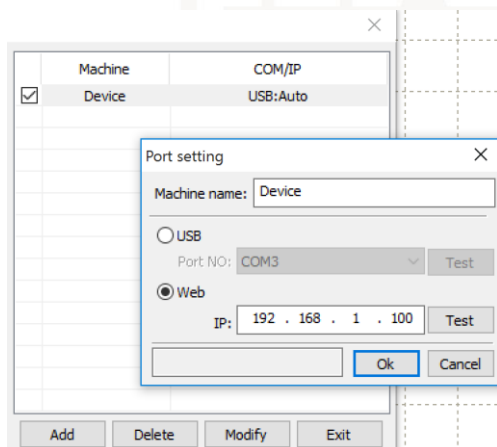 Machine COM/IP
Device USB:Auto
Port setting
Machine name: Device
USB
Port NO: COM3 Test
Web
IP: 192 . 168 . 1 . 100 Test
Ok Cancel
Add Delete Modify Exit